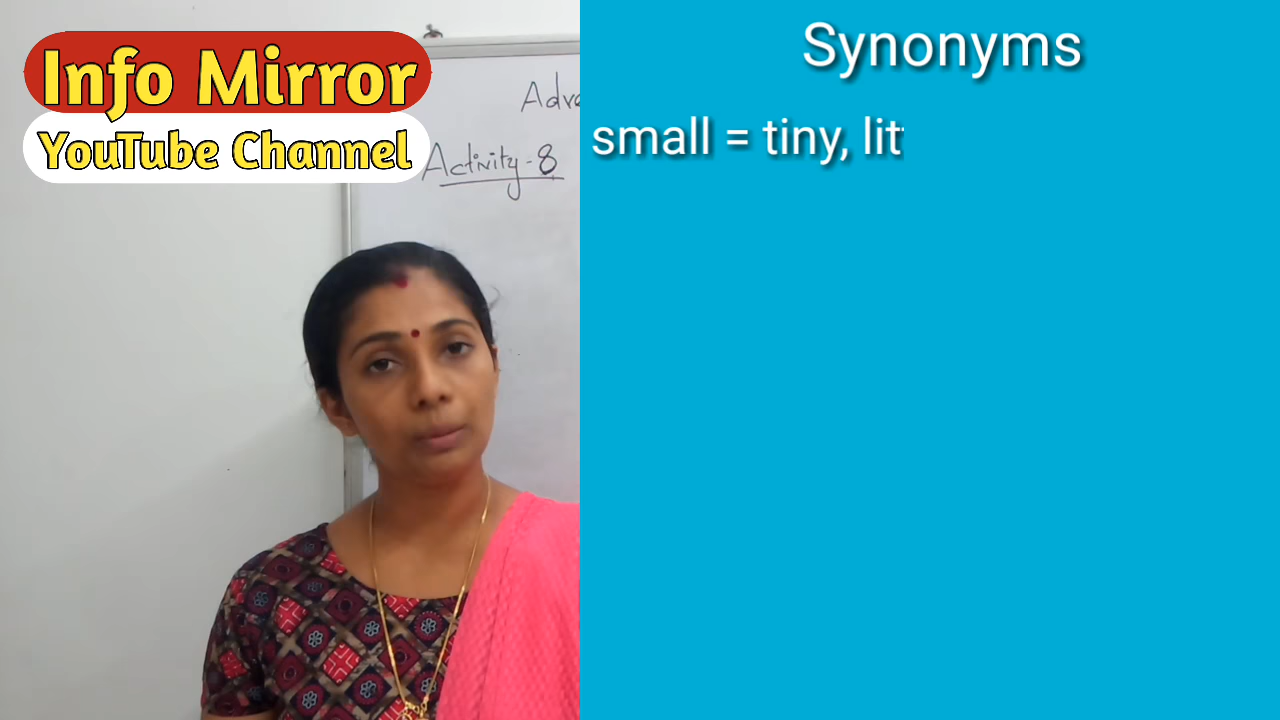 Info Mirror
YouTube Channel
Activity-8
Synonyms
small = tiny, lit